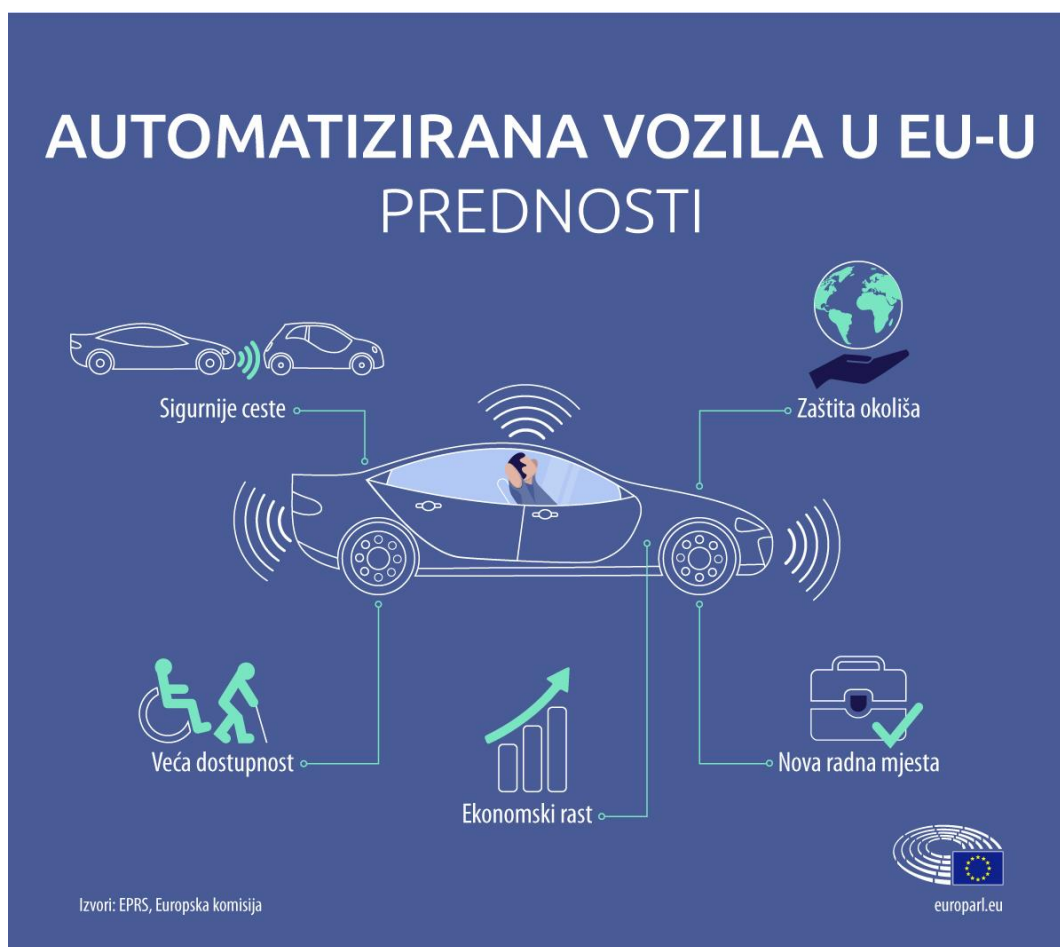 AUTOMATIZIRANA VOZILA U EU-U
PREDNOSTI
Sigurnije ceste
Zaštita okoliša
Veća dostupnost
Ekonomski rast
Nova radna mjesta
Izvori: EPRS, Europska komisija
europarl.eu